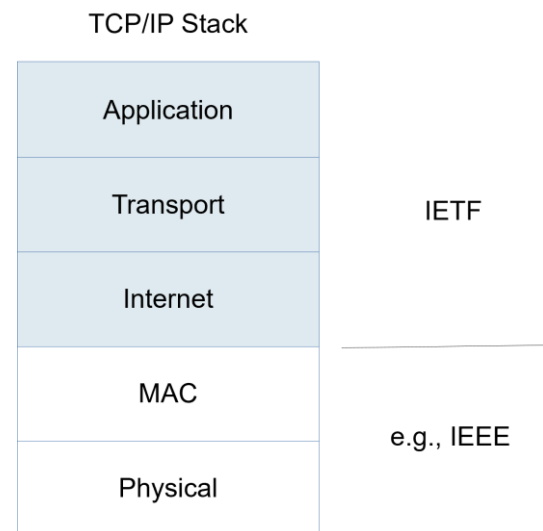 TCP/IP Stack
Application
Transport
IETF
Internet
MAC
e.g., IEEE
Physical